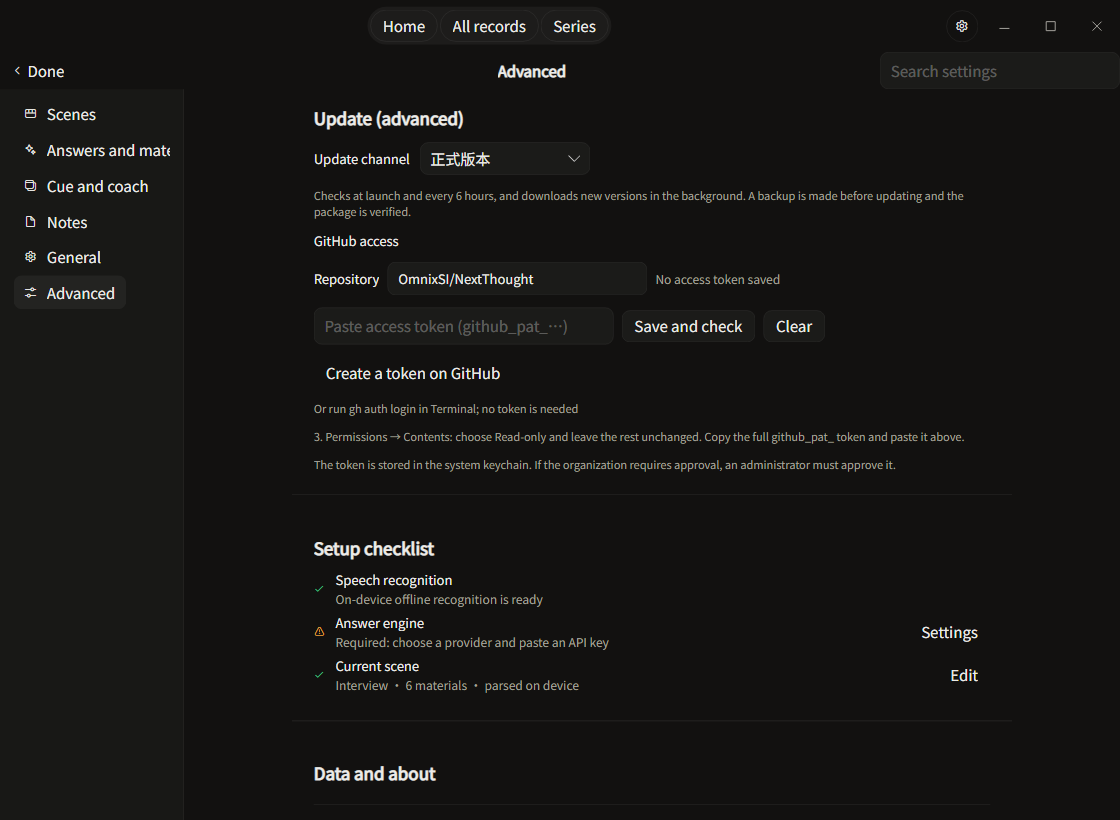 Home
All records
Series
Done
Advanced
Search settings
Scenes
Answers and mate
Cue and coach
Notes
General
Advanced
Update (advanced)
Update channel
正式版本
Checks at launch and every 6 hours, and downloads new versions in the background. A backup is made before updating and the
package is verified.
GitHub access
Repository
OmnixSI/NextThought
No access token saved
Paste access token (github_pat_⋯)
Save and check
Clear
Create a token on GitHub
Or run gh auth login in Terminal; no token is needed
3. Permissions → Contents: choose Read-only and leave the rest unchanged. Copy the full github_pat_ token and paste it above.
The token is stored in the system keychain. If the organization requires approval, an administrator must approve it.
Setup checklist
Speech recognition
On-device offline recognition is ready
Answer engine
Required: choose a provider and paste an API key
Settings
Current scene
Interview • 6 materials • parsed on device
Edit
Data and about